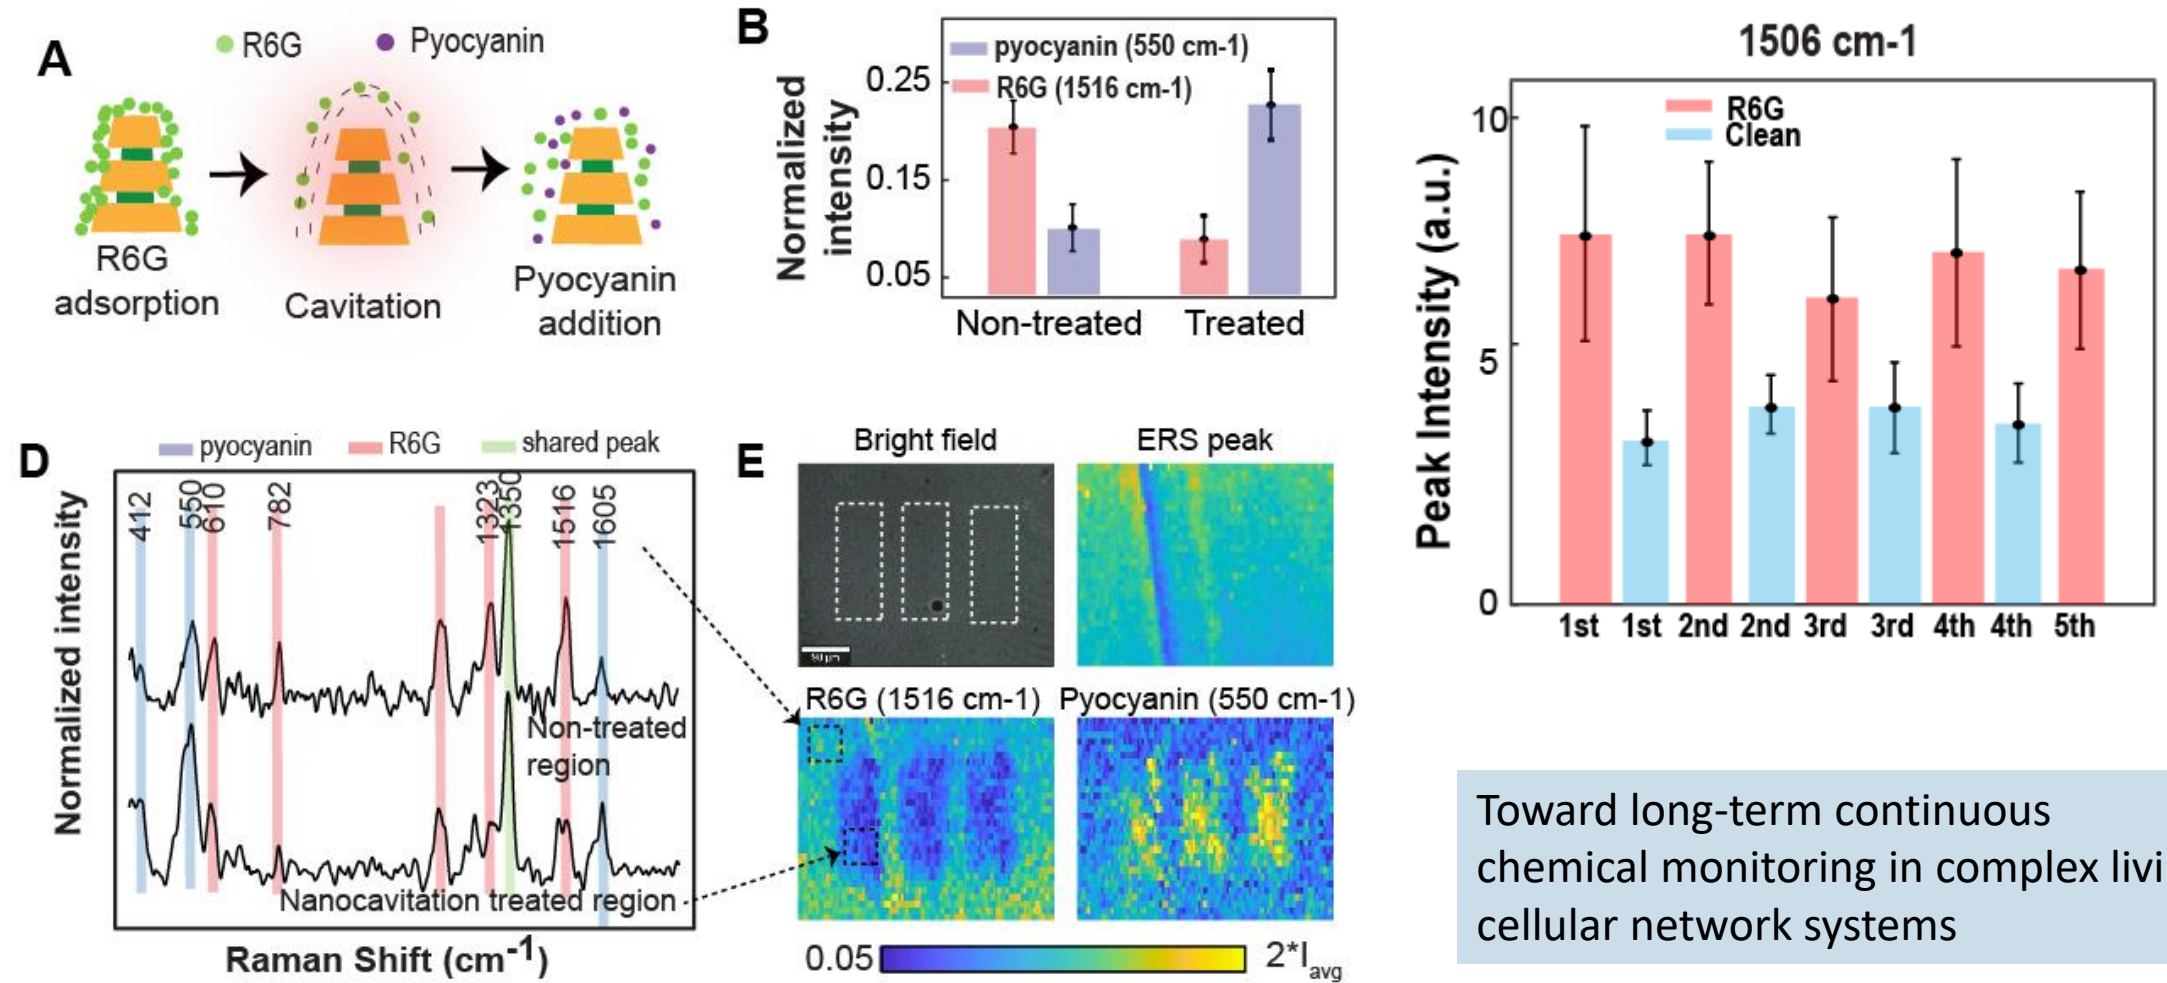 A
R6G
Pyocyanin
R6G
adsorption
Cavitation
Pyocyanin
addition
B
pyocyanin (550 cm-1)
R6G (1516 cm-1)
Normalized
intensity
0.25
0.15
0.05
Non-treated
Treated
1506 cm-1
R6G
Clean
Peak Intensity (a.u.)
10
5
0
1st 1st 2nd 2nd 3rd 3rd 4th 4th 5th
D
pyocyanin
R6G
shared peak
Normalized intensity
412
550
610
782
1323
1350
1516
1605
Non-treated
region
Nanocavitation treated region
Raman Shift (cm-1)
E
Bright field
ERS peak
R6G (1516 cm-1)
Pyocyanin (550 cm-1)
0.05
2*Iavg
Toward long-term continuous
chemical monitoring in complex livi
cellular network systems